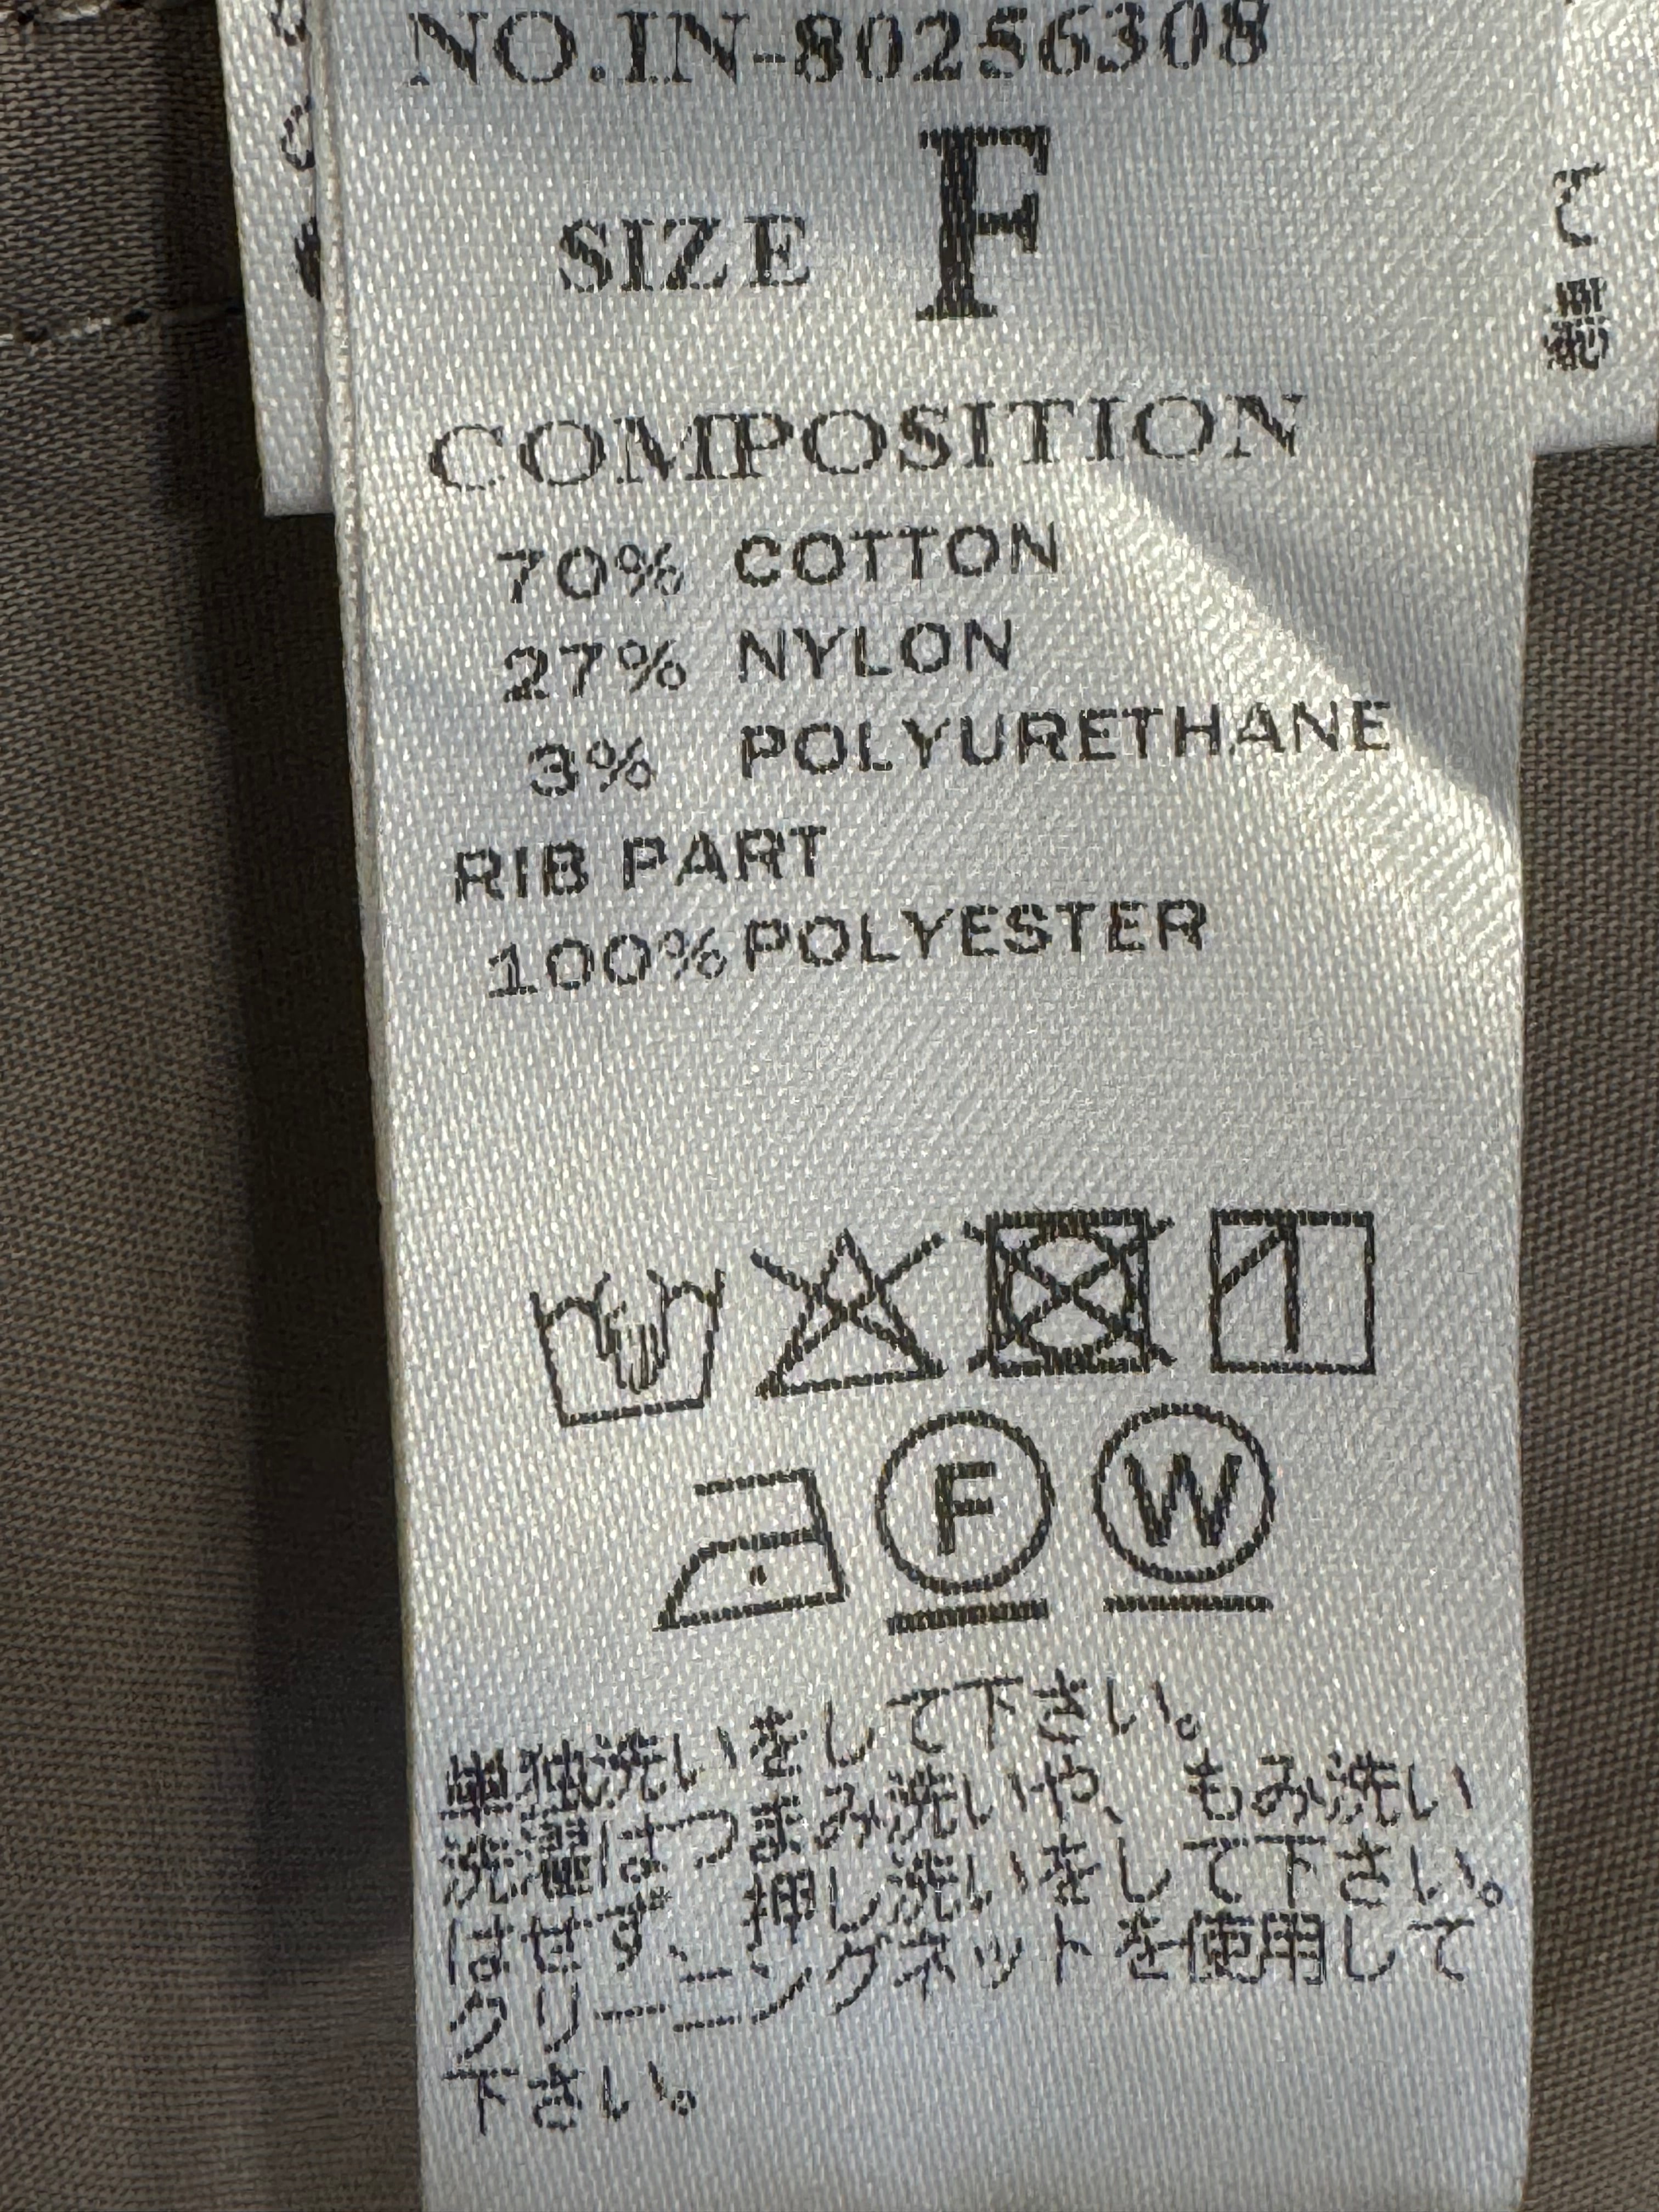 NO.IN-80256308
SIZE F
COMPOSITION
70% COTTON
27% NYLON
3% POLYURETHANE
RIB PART
100% POLYESTER
F W
単独洗いをして下さい。
洗濯はつまみ洗いや、もみ洗い
はせず、押し洗いをして下さい。
クリーニングネットを使用して
下さい。